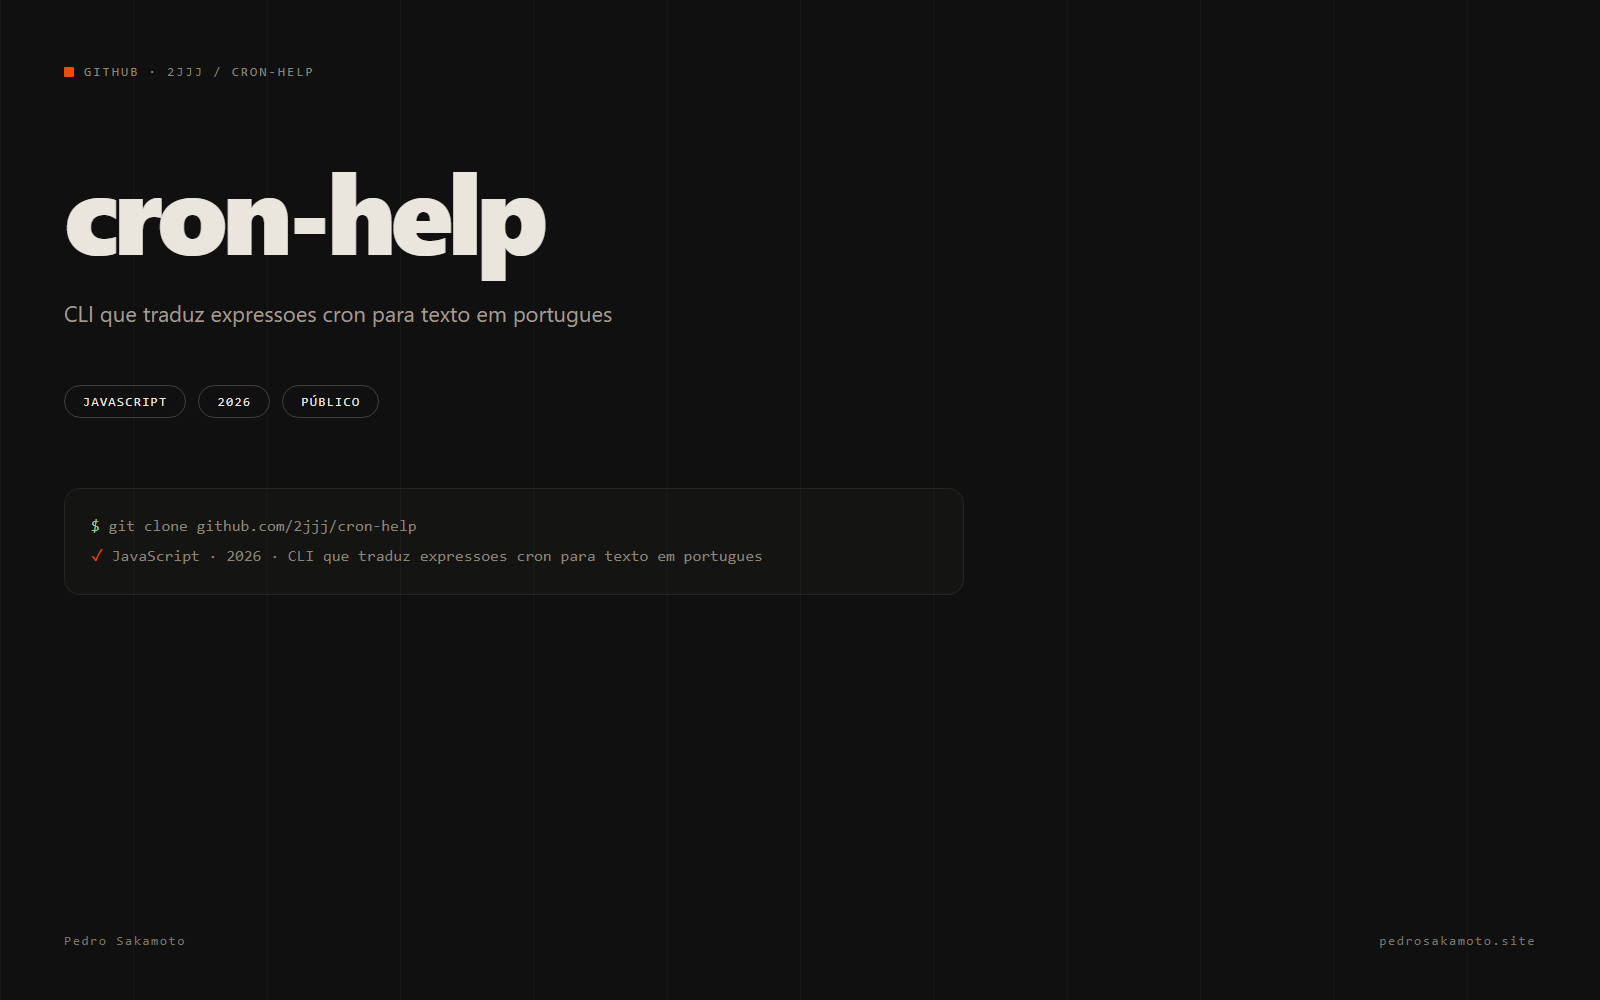 GITHUB · 2JJJ / CRON-HELP
cron-help
CLI que traduz expressoes cron para texto em portugues
JAVASCRIPT 2026 PÚBLICO
$ git clone github.com/2jjj/cron-help
✓ JavaScript · 2026 · CLI que traduz expressoes cron para texto em portugues
Pedro Sakamoto pedrosakamoto.site